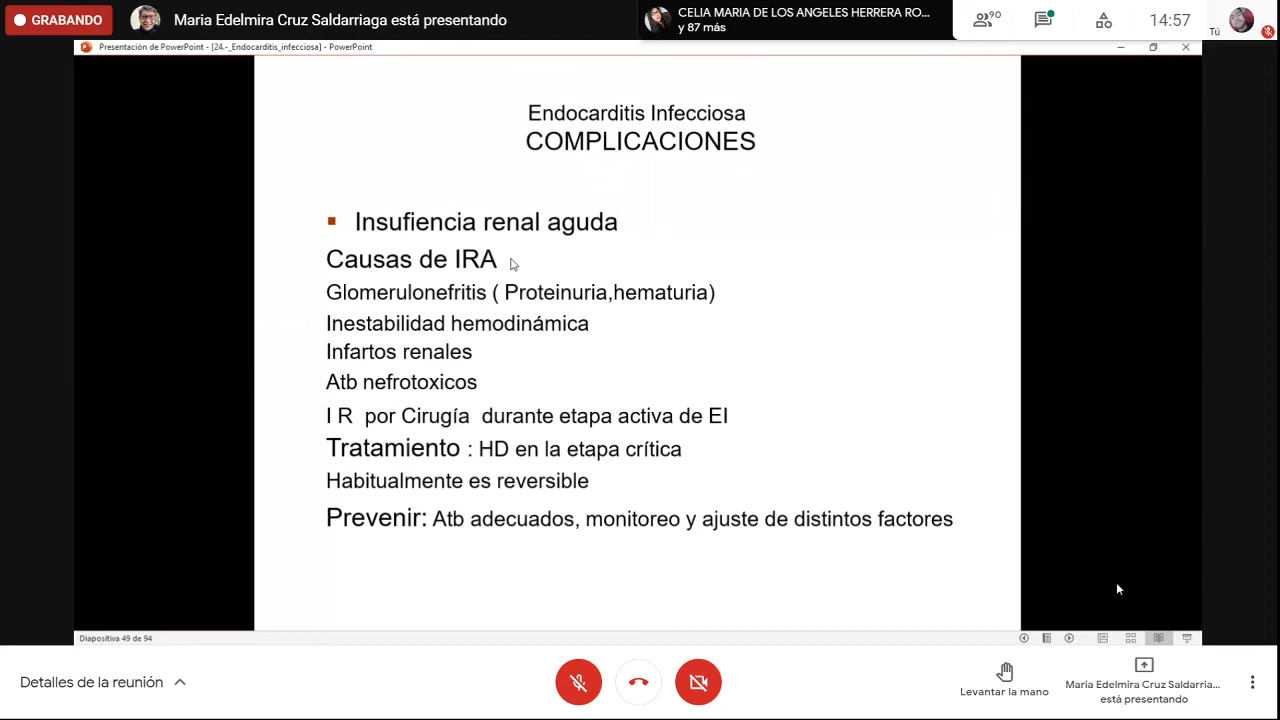 GRABANDO
Maria Edelmira Cruz Saldarriaga está presentando
CELIA MARIA DE LOS ANGELES HERRERA RO...
y 87 más
90
14:57
Tú
Presentación de PowerPoint - [24.-_Endocarditis_infecciosa] - PowerPoint
Endocarditis Infecciosa
COMPLICACIONES
Insufiencia renal aguda
Causas de IRA
Glomerulonefritis ( Proteinuria,hematuria)
Inestabilidad hemodinámica
Infartos renales
Atb nefrotoxicos
I R por Cirugía durante etapa activa de EI
Tratamiento : HD en la etapa crítica
Habitualmente es reversible
Prevenir: Atb adecuados, monitoreo y ajuste de distintos factores
Diapositiva 49 de 94
Detalles de la reunión
Levantar la mano
Maria Edelmira Cruz Saldarria...
está presentando